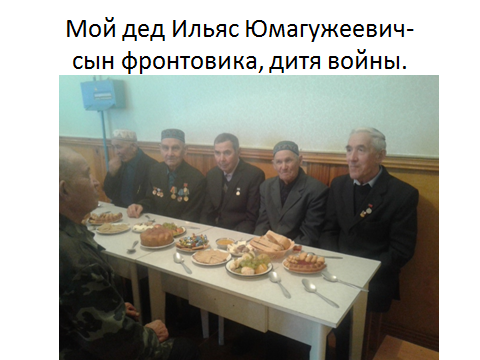 Мой дед Ильяс Юмагужеевич-
сын фронтовика, дитя войны.